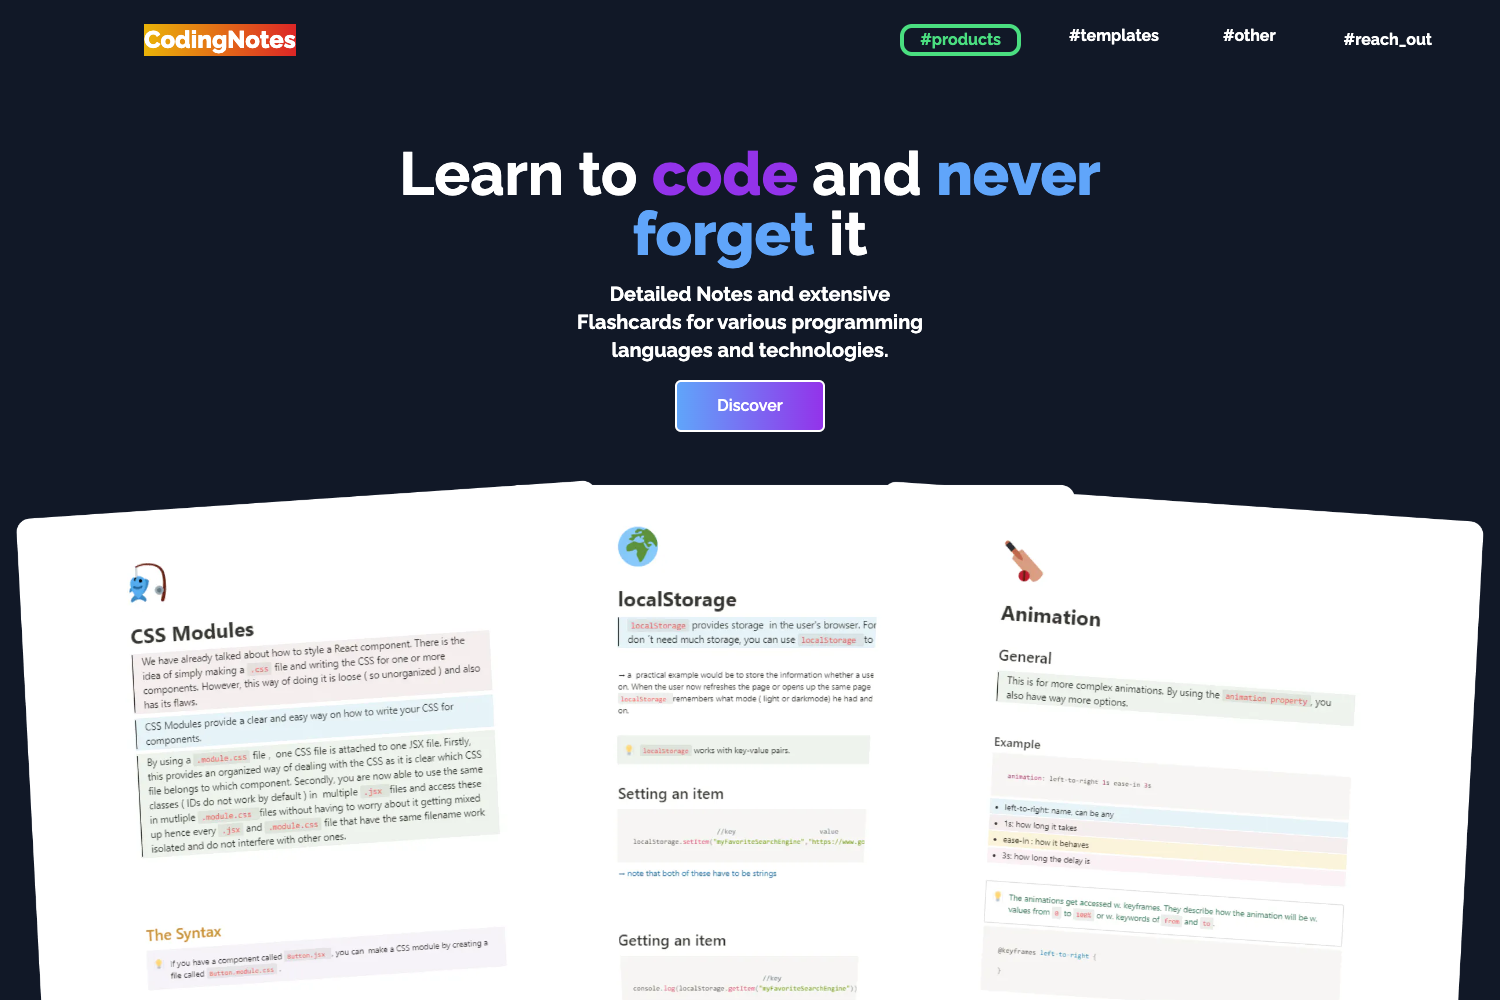 CodingNotes
#products
#templates
#other
#reach_out
Learn to code and never
forget it
Detailed Notes and extensive
Flashcards for various programming
languages and technologies.
Discover
CSS Modules
We have already talked about how to style a React component. There is the
idea of simply making a .css file and writing the CSS for one or more
components. However, this way of doing it is loose ( so unorganized ) and also
has its flaws.
CSS Modules provide a clear and easy way on how to write your CSS for
components.
By using a .module.css file , one CSS file is attached to one JSX file. Firstly,
this provides an organized way of dealing with the CSS as it is clear which CSS
file belongs to which component. Secondly, you are now able to use the same
classes ( IDs do not work by default ) in multiple .jsx files and access these
in mutliple .module.css files without having to worry about it getting mixed
up hence every .jsx and .module.css file that have the same filename work
isolated and do not interfere with other ones.
The Syntax
If you have a component called Button.jsx , you can make a CSS module by creating a
file called Button.module.css .
localStorage
localStorage provides storage in the user's browser. For
don ´t need much storage, you can use localStorage to
→ a practical example would be to store the information whether a use
on. When the user now refreshes the page or opens up the same page
localStorage remembers what mode ( light or darkmode) he had and
on.
localStorage works with key-value pairs.
Setting an item
//key value
localStorage.setItem("myFavoriteSearchEngine","https://www.go
→ note that both of these have to be strings
Getting an item
//key
console.log(localStorage.getItem("myFavoriteSearchEngine"))
Animation
General
This is for more complex animations. By using the animation property , you
also have way more options.
Example
animation: left-to-right 1s ease-in 3s
• left-to-right: name, can be any
• 1s: how long it takes
• ease-in : how it behaves
• 3s: how long the delay is
The animations get accessed w. keyframes. They describe how the animation will be w.
values from 0 to 100% or w. keywords of from and to .
@keyframes left-to-right {
}